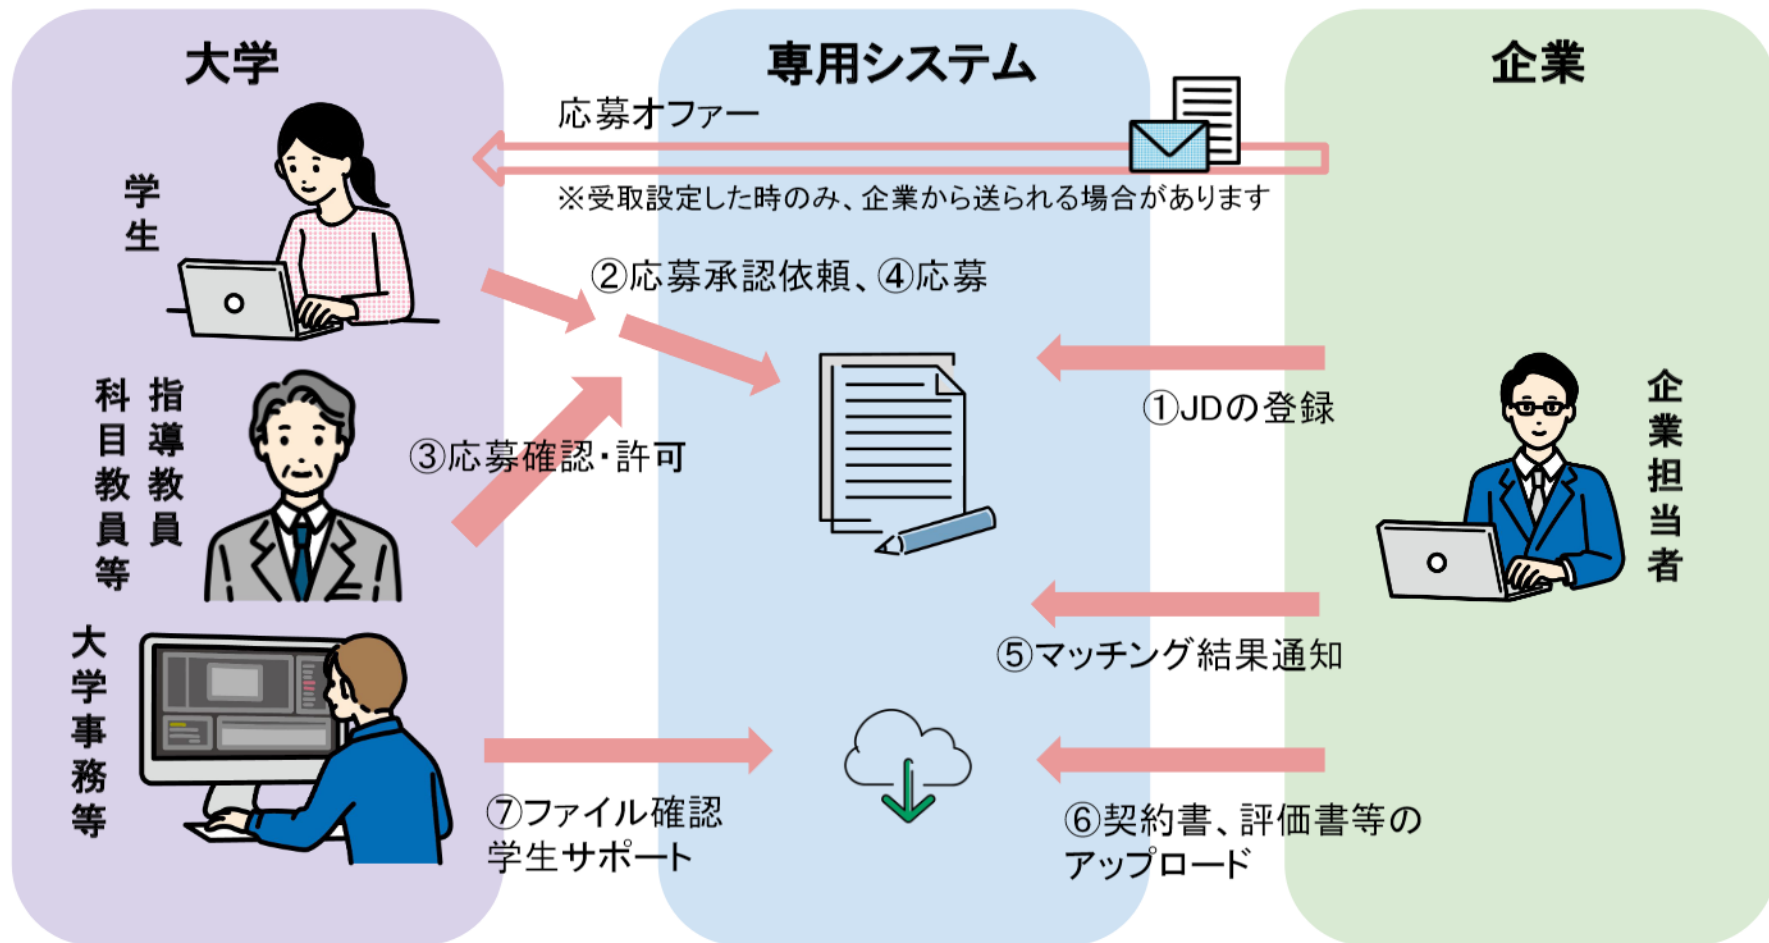 大学
専用システム
企業
応募オファー
※受取設定した時のみ、企業から送られる場合があります
学生
②応募承認依頼、④応募
①JDの登録
企業担当者
指導教員
科目教員等
③応募確認・許可
⑤マッチング結果通知
大学事務等
⑦ファイル確認
学生サポート
⑥契約書、評価書等の
アップロード